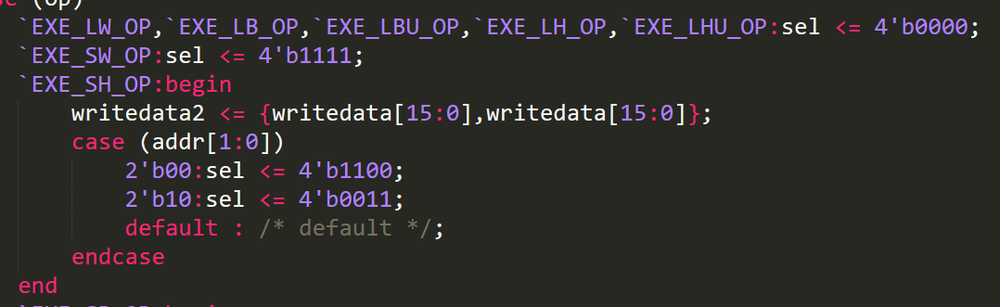 se (op)
`EXE_LW_OP,`EXE_LB_OP,`EXE_LBU_OP,`EXE_LH_OP,`EXE_LHU_OP:sel <= 4'b0000;
`EXE_SW_OP:sel <= 4'b1111;
`EXE_SH_OP:begin
writedata2 <= {writedata[15:0],writedata[15:0]};
case (addr[1:0])
2'b00:sel <= 4'b1100;
2'b10:sel <= 4'b0011;
default : /* default */;
endcase
end